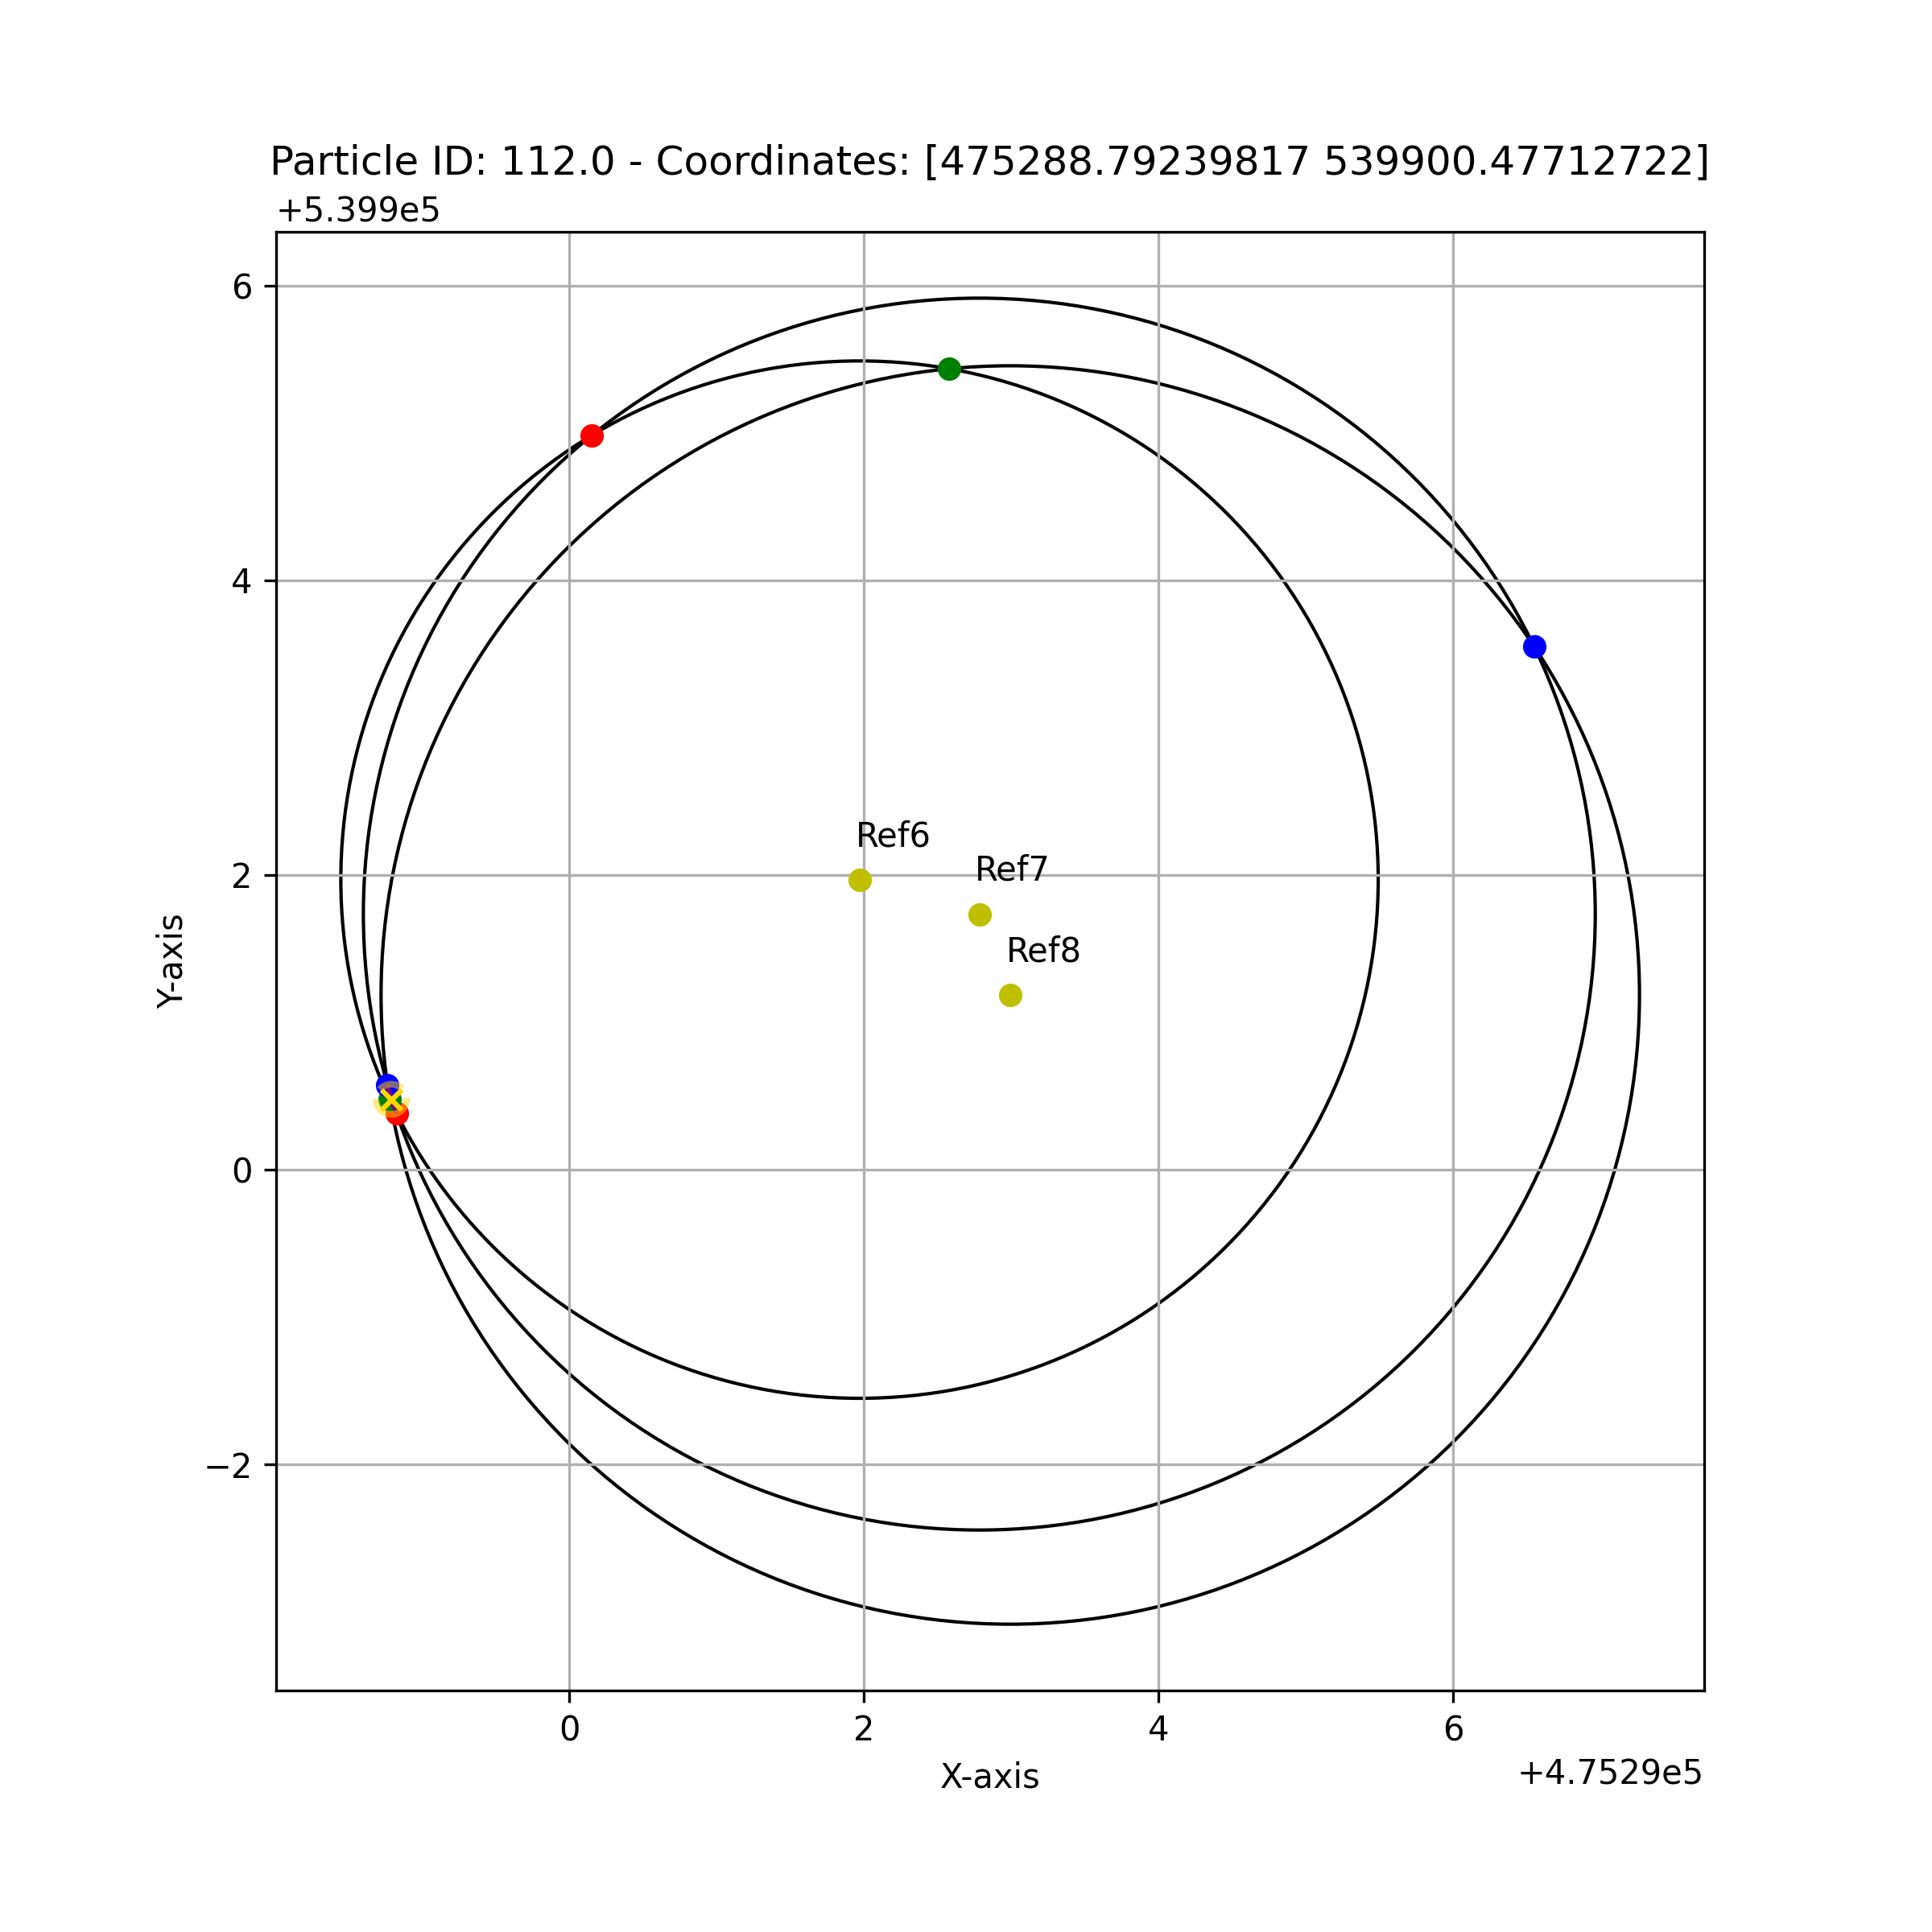 Particle ID: 112.0 - Coordinates: [475288.79239817 539900.47712722]
+5.399e5
6
4
2
0
−2
Y-axis
Ref6
Ref7
Ref8
0 2 4 6
X-axis
+4.7529e5